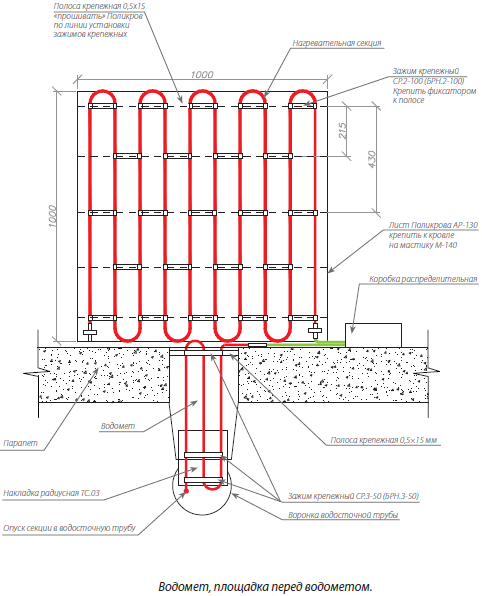 Полоса крепежная 0,5х15
«прошивать» Поликров
по линии установки
зажимов крепежных
Нагревательная секция
1000
Зажим крепежный
СР.2-100 (БРН.2-100)
Крепить фиксатором
к полосе
215
430
1000
Лист Поликрова АР-130
крепить к кровле
на мастику М-140
Коробка распределительная
Водомет
Парапет
Полоса крепежная 0,5×15 мм
Накладка радиусная ТС.03
Зажим крепежный СР.3-50 (БРН.3-50)
Воронка водосточной трубы
Опуск секции в водосточную трубу
Водомет, площадка перед водометом.